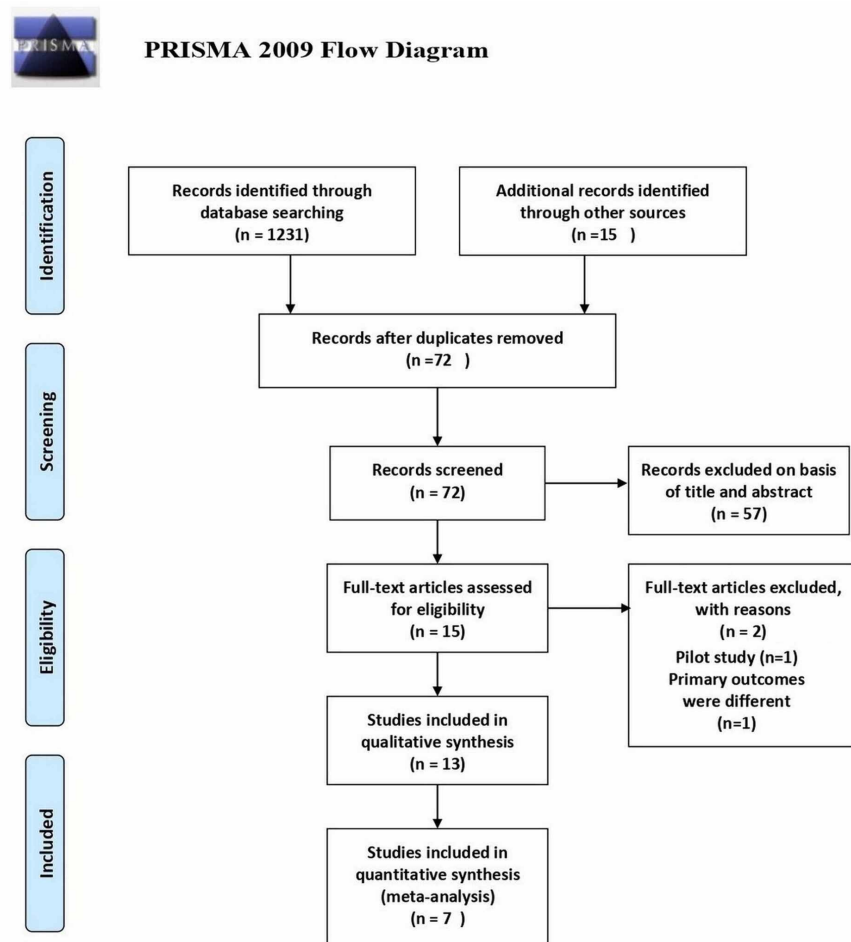 PRISMA
PRISMA 2009 Flow Diagram
Identification
Records identified through
database searching
(n = 1231)
Additional records identified
through other sources
(n =15   )
Records after duplicates removed
(n =72   )
Screening
Records screened
(n = 72)
Records excluded on basis
of title and abstract
(n = 57)
Eligibility
Full-text articles assessed
for eligibility
(n = 15)
Full-text articles excluded,
with reasons
(n = 2)
Pilot study (n=1)
Primary outcomes
were different
(n=1)
Studies included in
qualitative synthesis
(n = 13)
Included
Studies included in
quantitative synthesis
(meta-analysis)
(n = 7   )